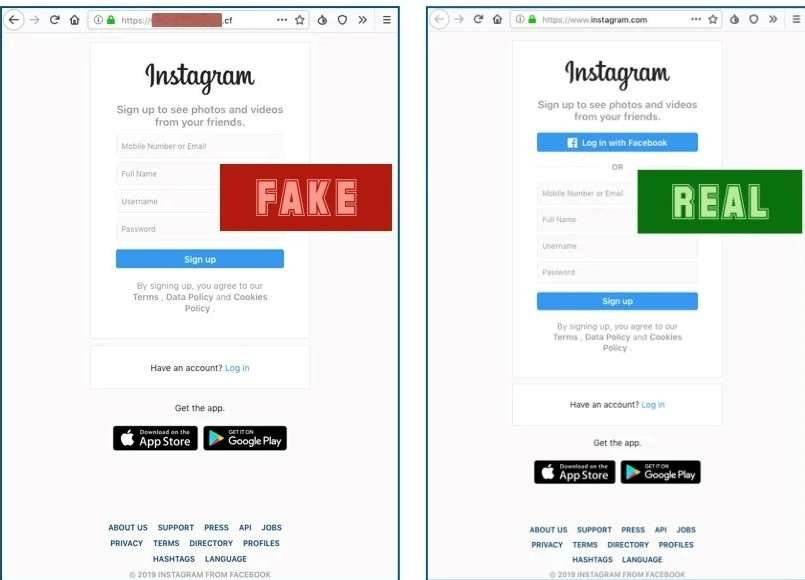 https://
.cf
Instagram
Sign up to see photos and videos
from your friends.
Mobile Number or Email
Full Name
Username
Password
FAKE
Sign up
By signing up, you agree to our
Terms , Data Policy and Cookies
Policy .
Have an account? Log in
Get the app.
Download on the
App Store
GET IT ON
Google Play
ABOUT US SUPPORT PRESS API JOBS
PRIVACY TERMS DIRECTORY PROFILES
HASHTAGS LANGUAGE
© 2019 INSTAGRAM FROM FACEBOOK
https://www.instagram.com
Instagram
Sign up to see photos and videos
from your friends.
Log in with Facebook
OR
Mobile Number or Email
Full Name
Username
Password
REAL
Sign up
By signing up, you agree to our
Terms , Data Policy and Cookies
Policy .
Have an account? Log in
Get the app.
Download on the
App Store
GET IT ON
Google Play
ABOUT US SUPPORT PRESS API JOBS
PRIVACY TERMS DIRECTORY PROFILES
HASHTAGS LANGUAGE
© 2019 INSTAGRAM FROM FACEBOOK